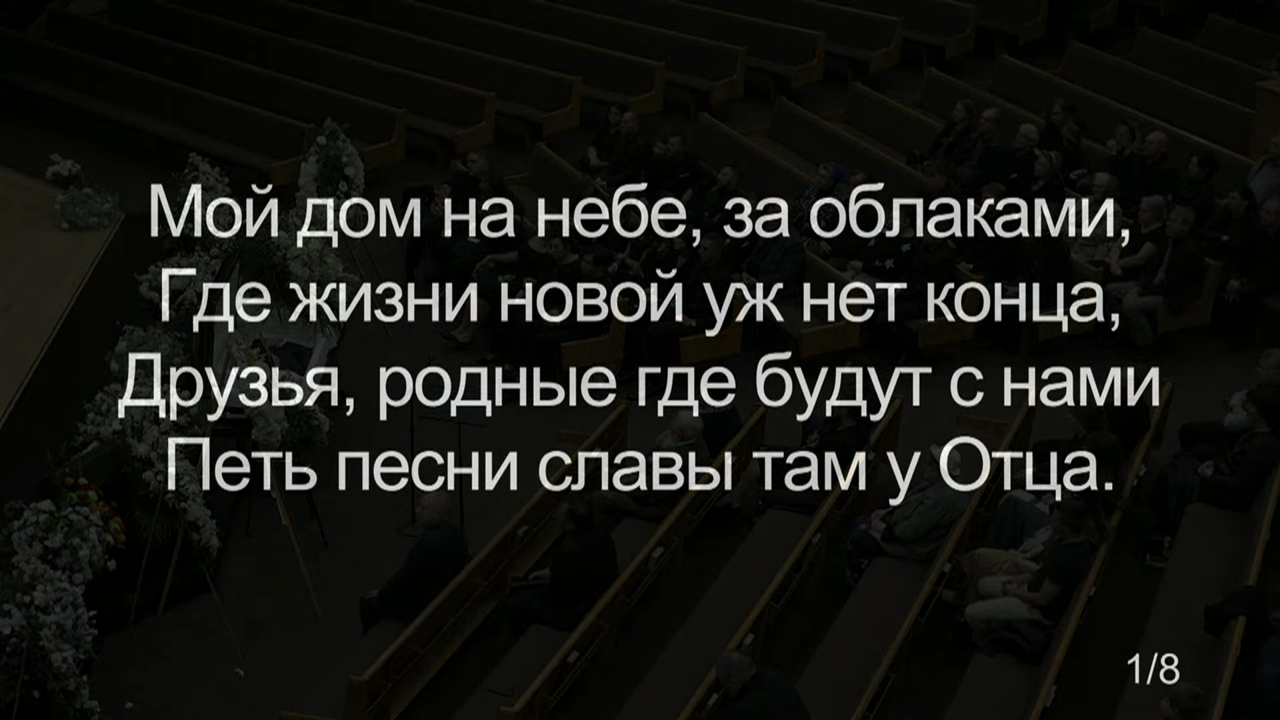 Мой дом на небе, за облаками,
Где жизни новой уж нет конца,
Друзья, родные где будут с нами
Петь песни славы там у Отца.
1/8